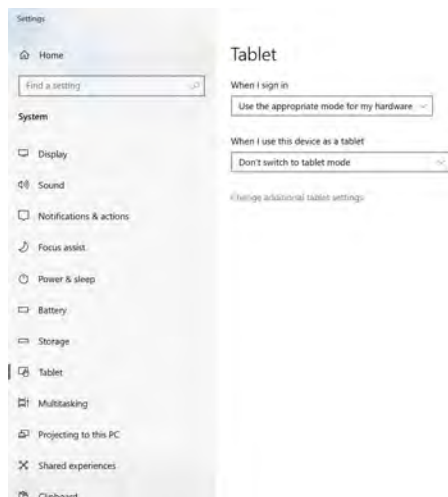 Settings
Home
Find a setting
System
Display
Sound
Notifications & actions
Focus assist
Power & sleep
Battery
Storage
Tablet
Multitasking
Projecting to this PC
Shared experiences
Clipboard
Tablet
When I sign in
Use the appropriate mode for my hardware
When I use this device as a tablet
Don't switch to tablet mode
Change additional tablet settings